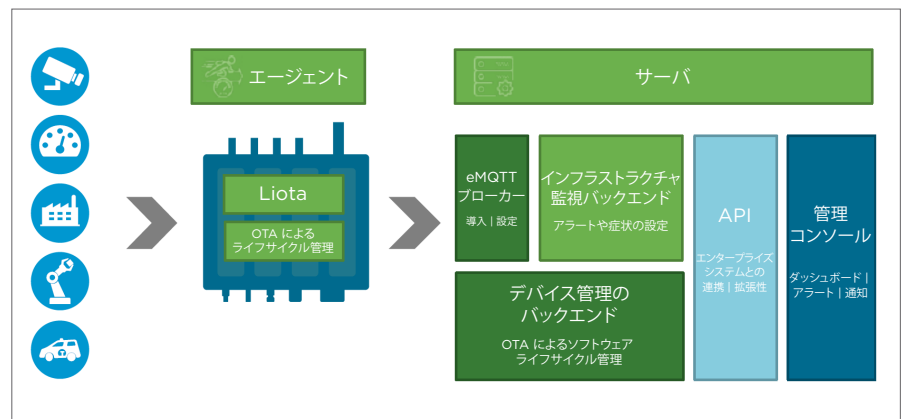 エージェント
サーバ
Liota
OTA による
ライフサイクル管理
eMQTT
ブローカー
導入 | 設定
インフラストラクチャ
監視バックエンド
アラートや症状の設定
デバイス管理の
バックエンド
OTA によるソフトウェア
ライフサイクル管理
API
エンタープライズ
システムとの
連携 | 拡張性
管理
コンソール
ダッシュボード |
アラート | 通知